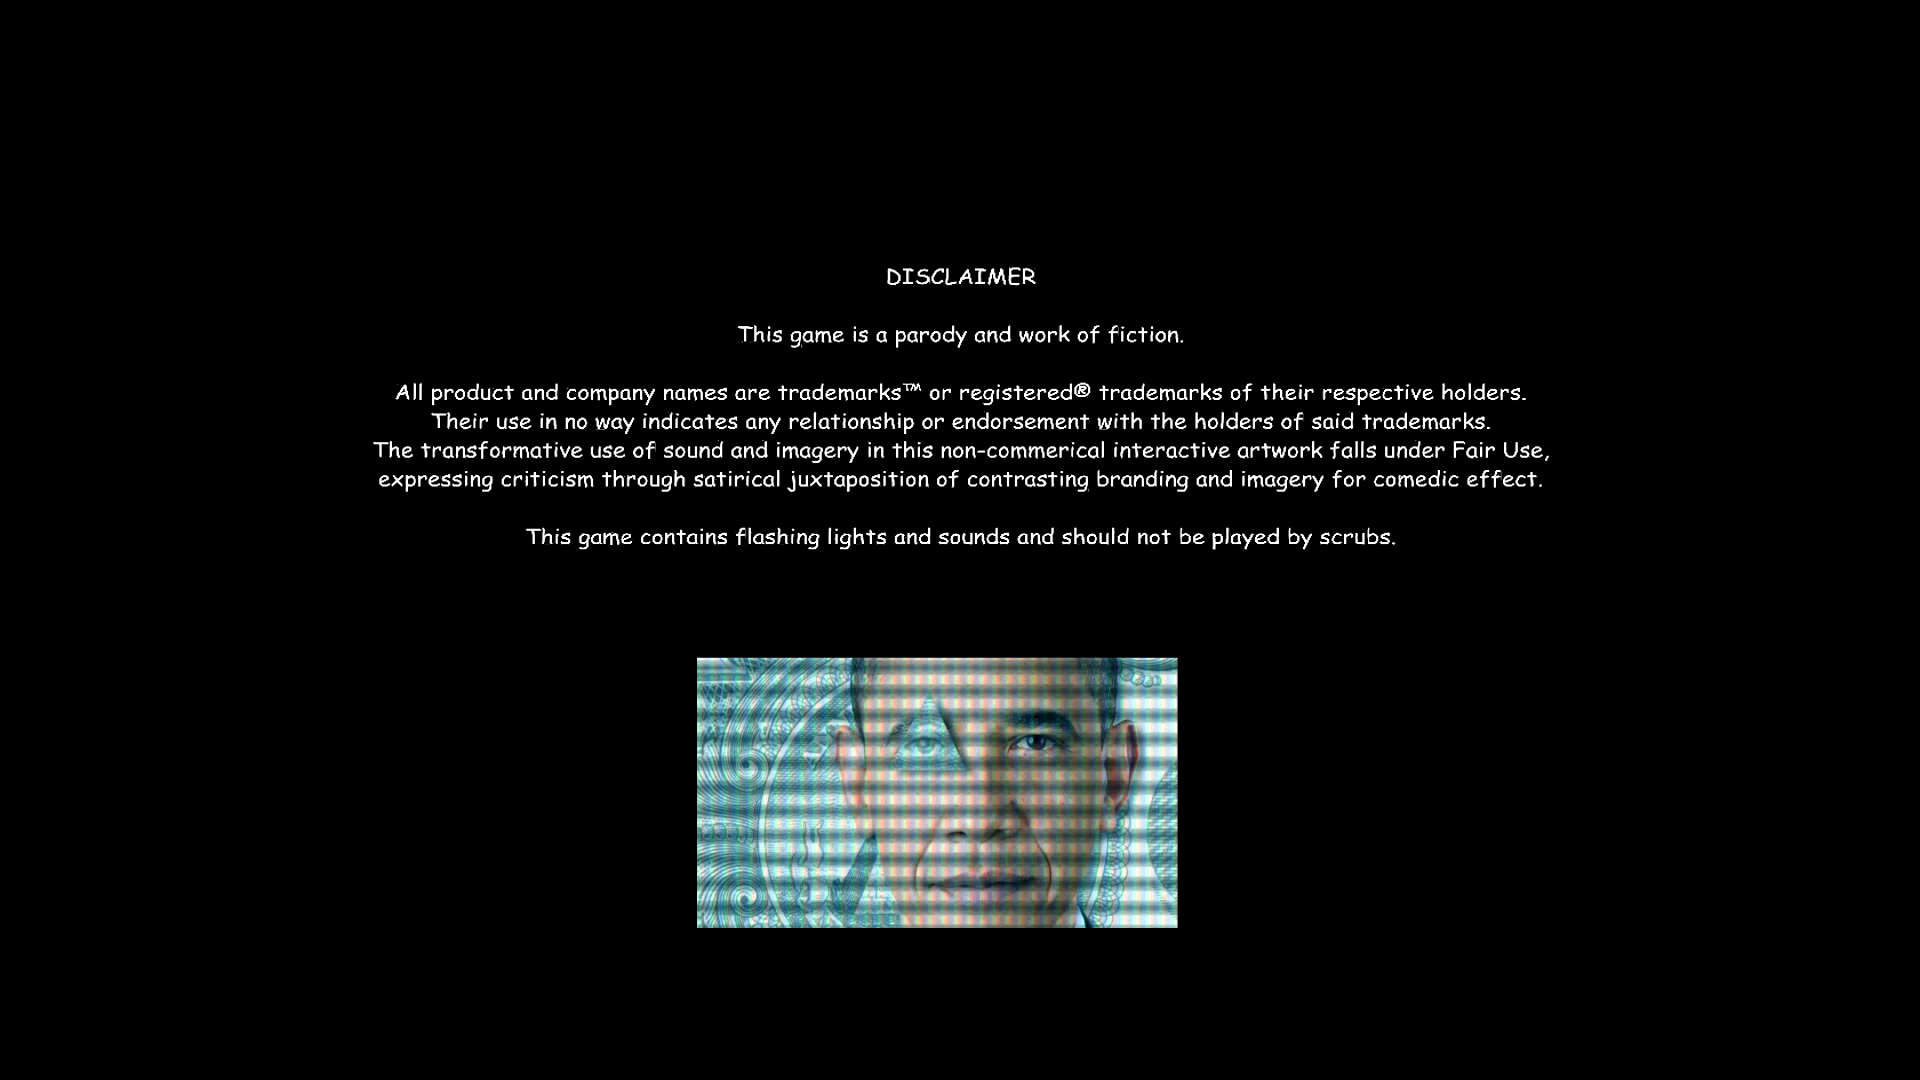 DISCLAIMER
This game is a parody and work of fiction.
All product and company names are trademarks™ or registered® trademarks of their respective holders.
Their use in no way indicates any relationship or endorsement with the holders of said trademarks.
The transformative use of sound and imagery in this non-commerical interactive artwork falls under Fair Use,
expressing criticism through satirical juxtaposition of contrasting branding and imagery for comedic effect.
This game contains flashing lights and sounds and should not be played by scrubs.